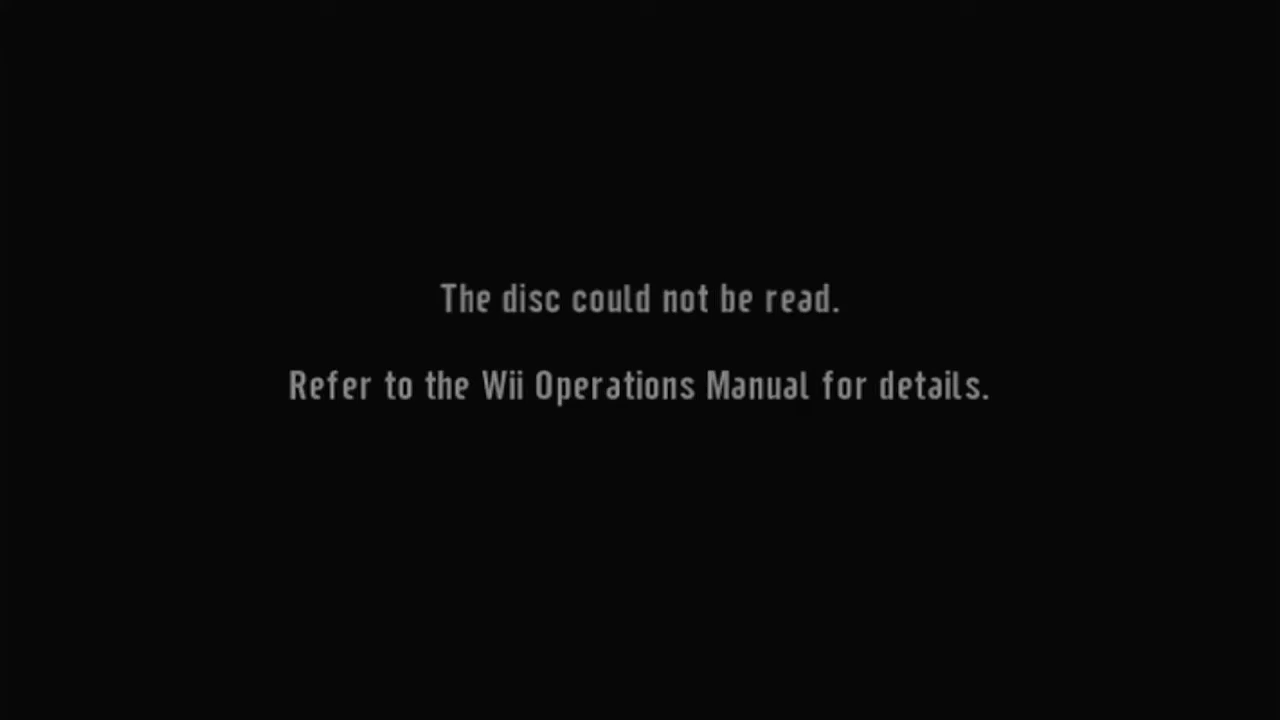 The disc could not be read.
Refer to the Wii Operations Manual for details.